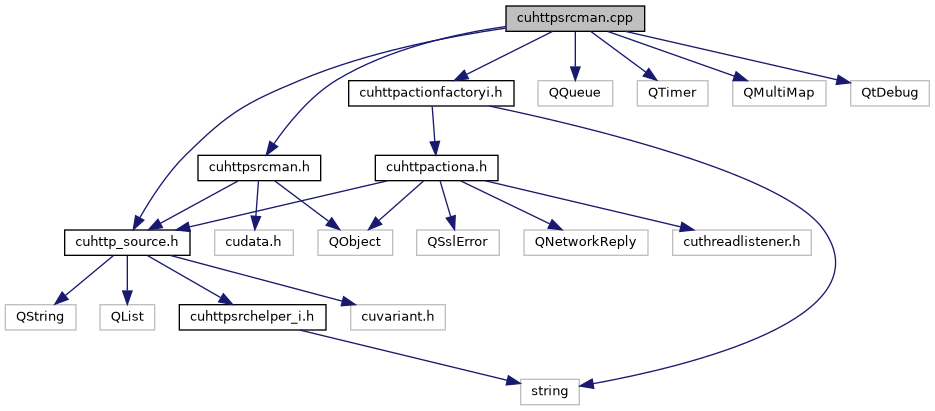 cuhttpsrcman.cpp
cuhttpactionfactoryi.h
QQueue
QTimer
QMultiMap
QtDebug
cuhttpsrcman.h
cuhttpactiona.h
cuhttp_source.h
cudata.h
QObject
QSslError
QNetworkReply
cuthreadlistener.h
QString
QList
cuhttpsrchelper_i.h
cuvariant.h
string